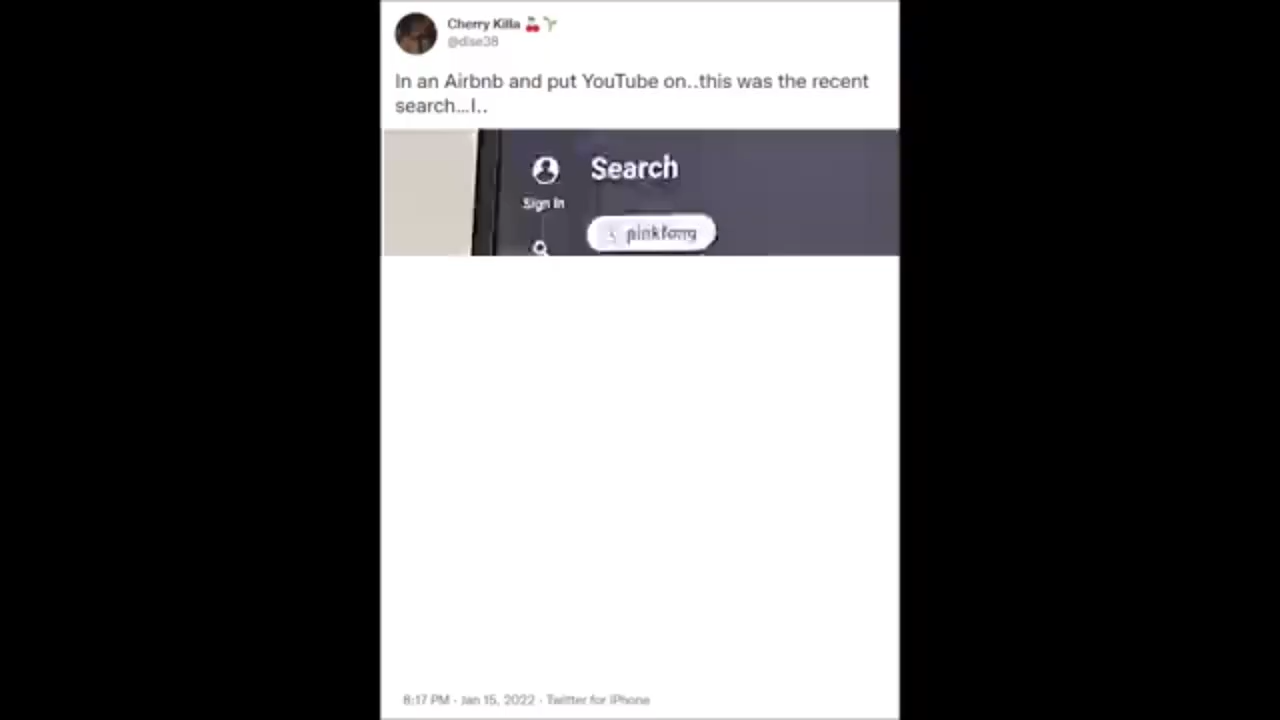 Cherry Killa 🍒🌱
@dise38
In an Airbnb and put YouTube on..this was the recent
search...I..
Search
Sign In
pinkfong
8:17 PM · Jan 15, 2022 · Twitter for iPhone